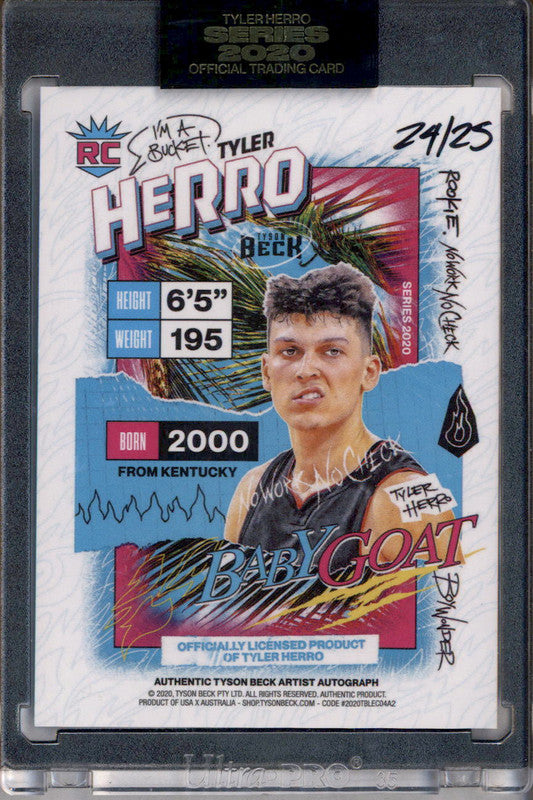 TYLER HERRO
SERIES
2020
OFFICIAL TRADING CARD
RC
I'M A
BUCKET.
24/25
TYLER
HERRO
TYSON
BECK
ROOKIE NO WORK NO CHECK
HEIGHT 6'5”
WEIGHT 195
SERIES 2020
BORN 2000
FROM KENTUCKY
NO WORK NO CHECK
TYLER
HERRO
BABY GOAT
BOY WONDER
OFFICIALLY LICENSED PRODUCT
OF TYLER HERRO
AUTHENTIC TYSON BECK ARTIST AUTOGRAPH
© 2020, TYSON BECK PTY LTD. ALL RIGHTS RESERVED. AUTHENTIC PRODUCT.
PRODUCT OF USA X AUSTRALIA - SHOP.TYSONBECK.COM - CODE #2020TBLEC04A2
Ultra•PRO® 35